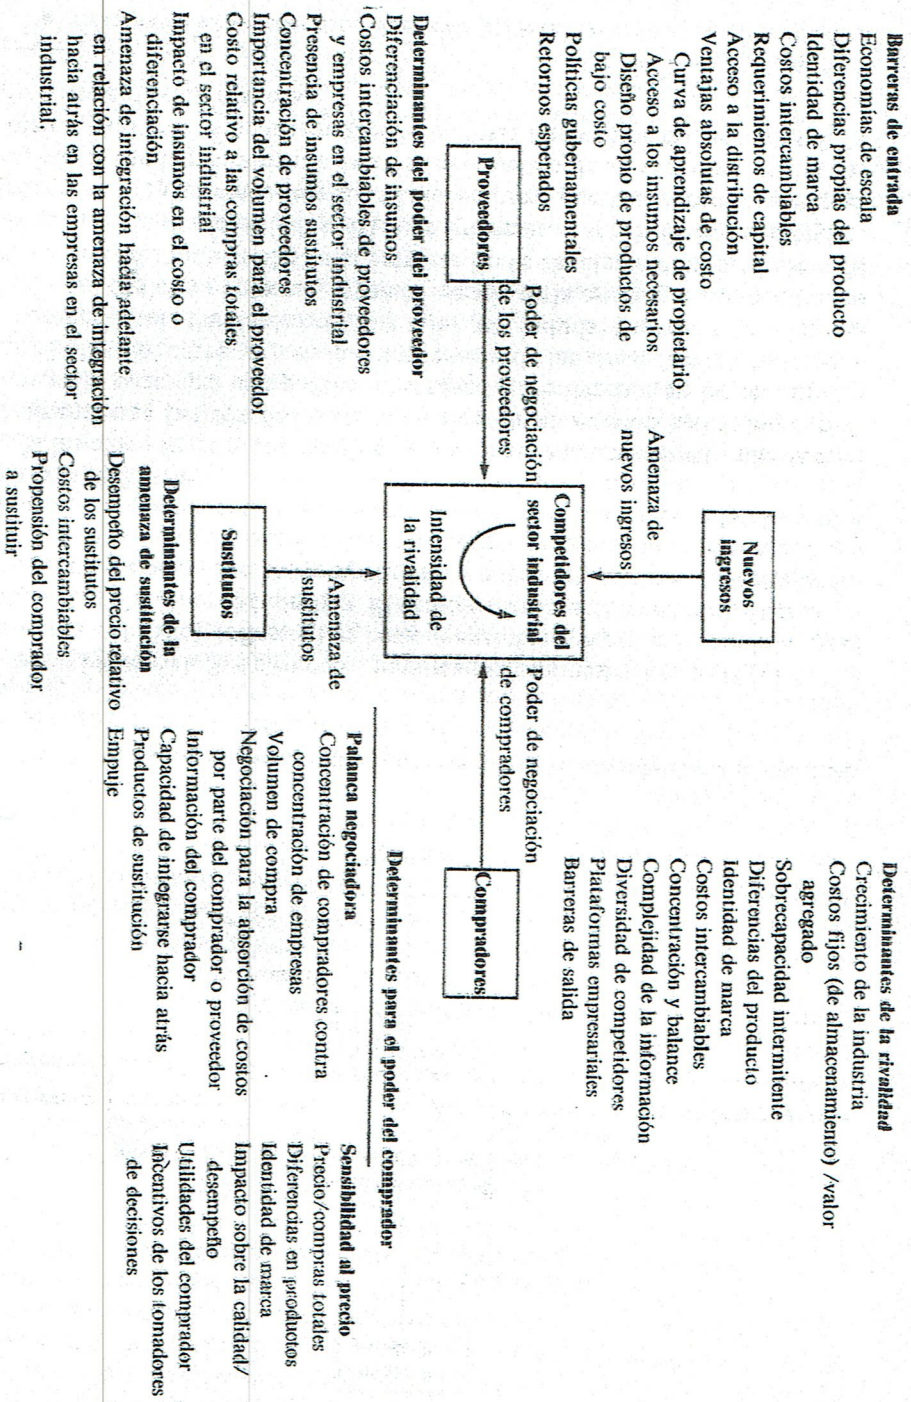 Barreras de entrada
Economías de escala
Diferencias propias del producto
Identidad de marca
Costos intercambiables
Requerimientos de capital
Acceso a la distribución
Ventajas absolutas de costo
Curva de aprendizaje de propietario
Acceso a los insumos necesarios
Diseño propio de productos de
bajo costo
Políticas gubernamentales
Retornos esperados
Determinantes de la rivalidad
Crecimiento de la industria
Costos fijos (de almacenamiento) /valor
agregado
Sobrecapacidad intermitente
Diferencias del producto
Identidad de marca
Costos intercambiables
Concentración y balance
Complejidad de la información
Diversidad de competidores
Plataformas empresariales
Barreras de salida
Nuevos
ingresos
Amenaza de
nuevos ingresos
Proveedores
Poder de negociación
de los proveedores
Competidores del
sector industrial
Intensidad de
la rivalidad
Poder de negociación
de compradores
Compradores
Amenaza de
sustitutos
Sustitutos
Determinantes del poder del proveedor
Diferenciación de insumos
Costos intercambiables de proveedores
y empresas en el sector industrial
Presencia de insumos sustitutos
Concentración de proveedores
Importancia del volumen para el proveedor
Costo relativo a las compras totales
en el sector industrial
Impacto de insumos en el costo o
diferenciación
Amenaza de integración hacia adelante
en relación con la amenaza de integración
hacia atrás en las empresas en el sector
industrial.
Determinantes de la
amenaza de sustitución
Desempeño del precio relativo
de los sustitutos
Costos intercambiables
Propensión del comprador
a sustituir
Determinantes para el poder del comprador
Palanca negociadora
Concentración de compradores contra
concentración de empresas
Volumen de compra
Negociación para la absorción de costos
por parte del comprador o proveedor
Información del comprador
Capacidad de integrarse hacia atrás
Productos de sustitución
Empuje
Sensibilidad al precio
Precio/compras totales
Diferencias en productos
Identidad de marca
Impacto sobre la calidad/
desempeño
Utilidades del comprador
Incentivos de los tomadores
de decisiones